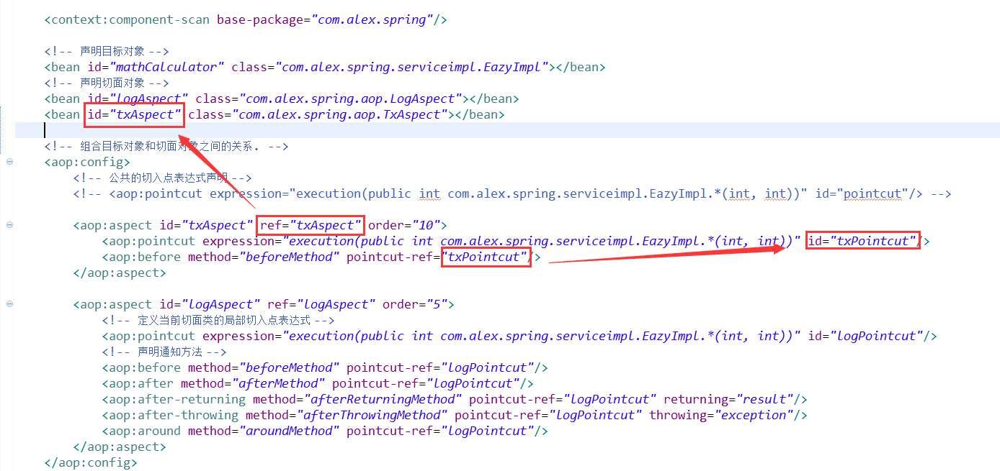 <context:component-scan base-package="com.alex.spring"/>
<!-- 声明目标对象 -->
<bean id="mathCalculator" class="com.alex.spring.serviceimpl.EazyImpl"></bean>
<!-- 声明切面对象 -->
<bean id="logAspect" class="com.alex.spring.aop.LogAspect"></bean>
<bean id="txAspect" class="com.alex.spring.aop.TxAspect"></bean>
<!-- 组合目标对象和切面对象之间的关系. -->
<aop:config>
<!-- 公共的切入点表达式声明 -->
<!-- <aop:pointcut expression="execution(public int com.alex.spring.serviceimpl.EazyImpl.*(int, int))" id="pointcut"/> -->
<aop:aspect id="txAspect" ref="txAspect" order="10">
<aop:pointcut expression="execution(public int com.alex.spring.serviceimpl.EazyImpl.*(int, int))" id="txPointcut"/>
<aop:before method="beforeMethod" pointcut-ref="txPointcut"/>
</aop:aspect>
<aop:aspect id="logAspect" ref="logAspect" order="5">
<!-- 定义当前切面类的局部切入点表达式 -->
<aop:pointcut expression="execution(public int com.alex.spring.serviceimpl.EazyImpl.*(int, int))" id="logPointcut"/>
<!-- 声明通知方法 -->
<aop:before method="beforeMethod" pointcut-ref="logPointcut"/>
<aop:after method="afterMethod" pointcut-ref="logPointcut"/>
<aop:after-returning method="afterReturningMethod" pointcut-ref="logPointcut" returning="result"/>
<aop:after-throwing method="afterThrowingMethod" pointcut-ref="logPointcut" throwing="exception"/>
<aop:around method="aroundMethod" pointcut-ref="logPointcut"/>
</aop:aspect>
</aop:config>